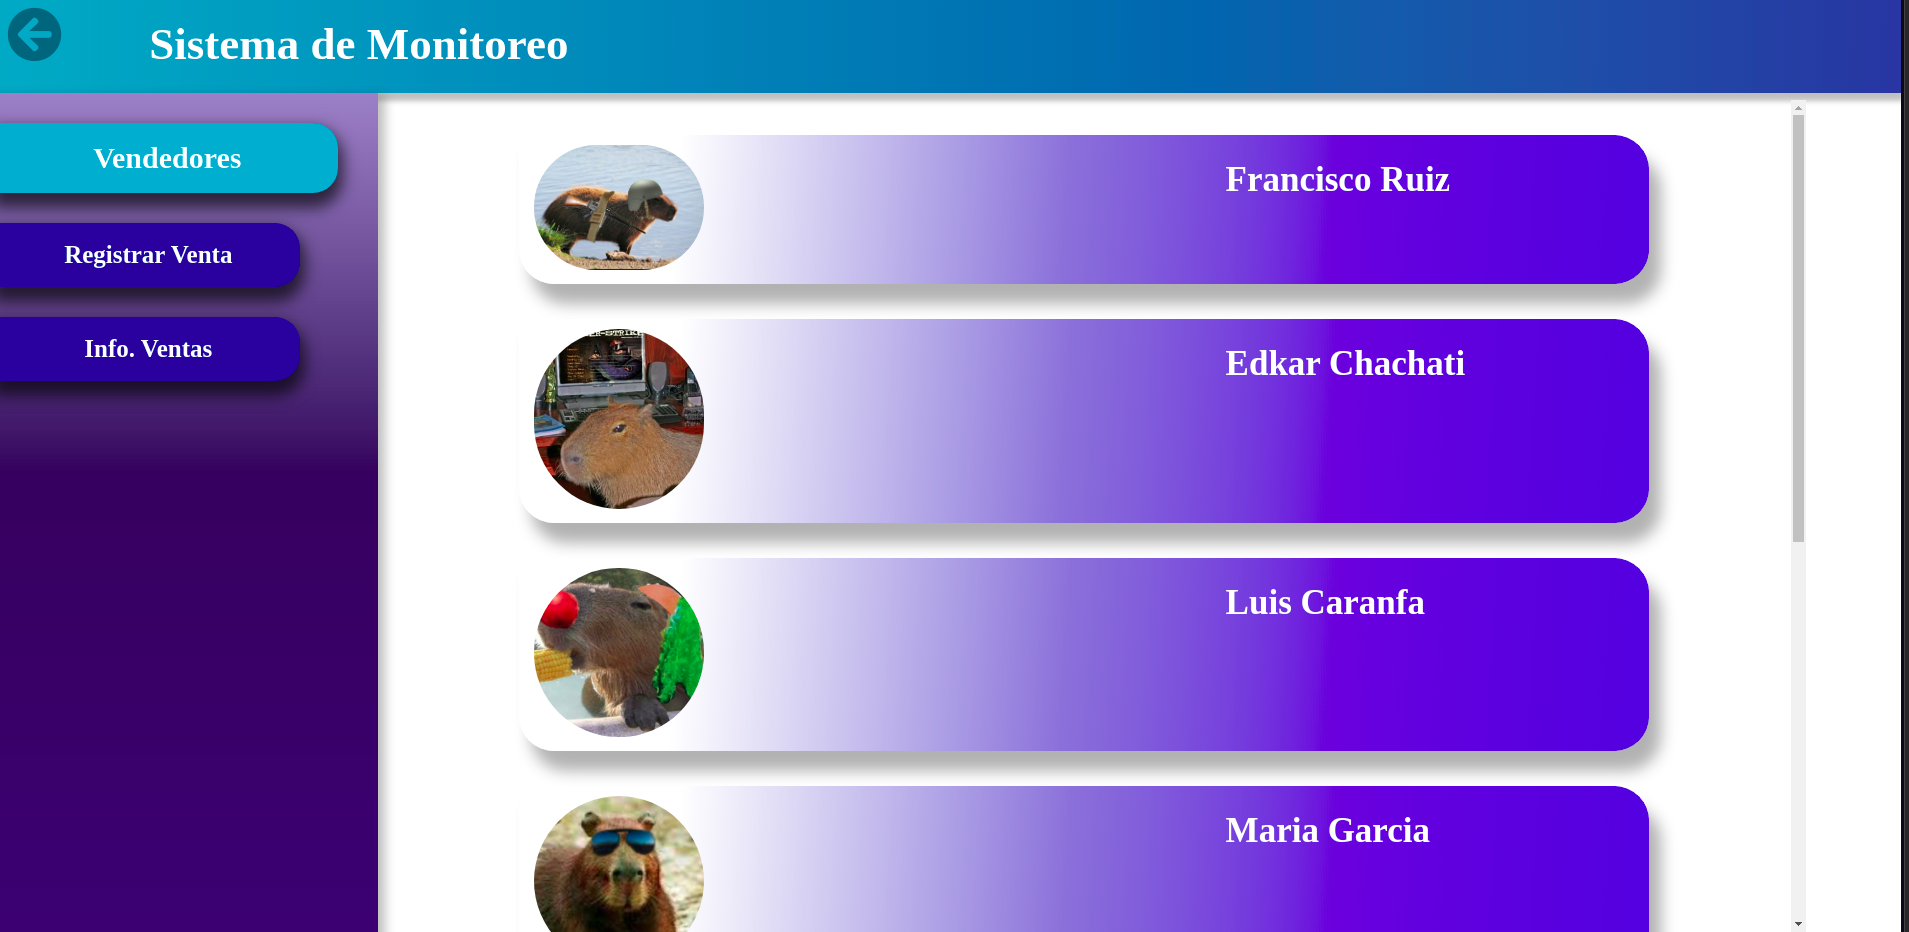 Sistema de Monitoreo
Vendedores
Registrar Venta
Info. Ventas
Francisco Ruiz
Edkar Chachati
Luis Caranfa
Maria Garcia